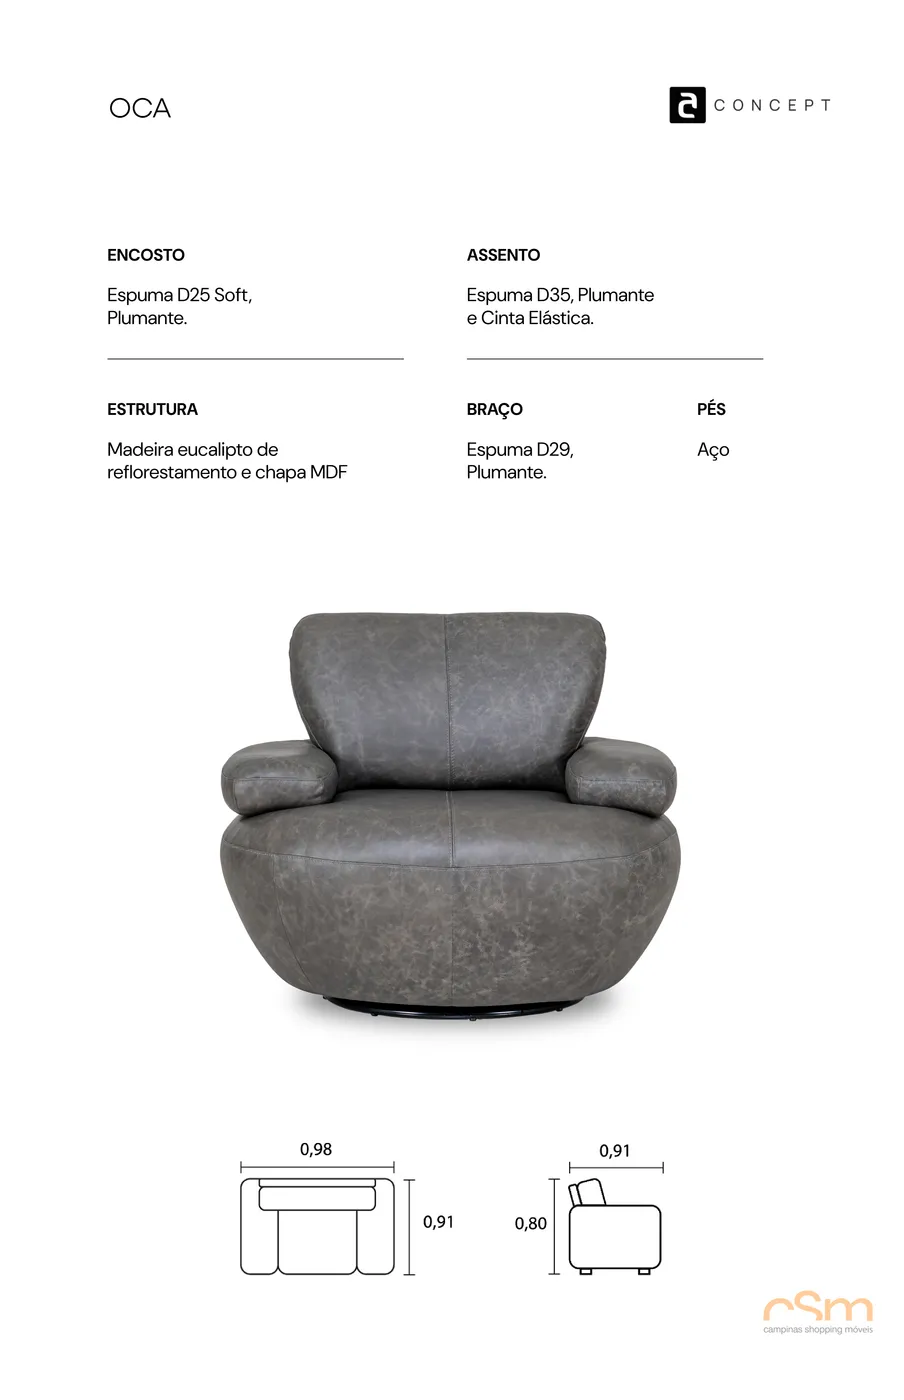 OCA
CONCEPT
ENCOSTO
Espuma D25 Soft,
Plumante.
ASSENTO
Espuma D35, Plumante
e Cinta Elástica.
ESTRUTURA
Madeira eucalipto de
reflorestamento e chapa MDF
BRAÇO
Espuma D29,
Plumante.
PÉS
Aço
0,98
0,91
0,91
0,80
csm
campinas shopping móveis